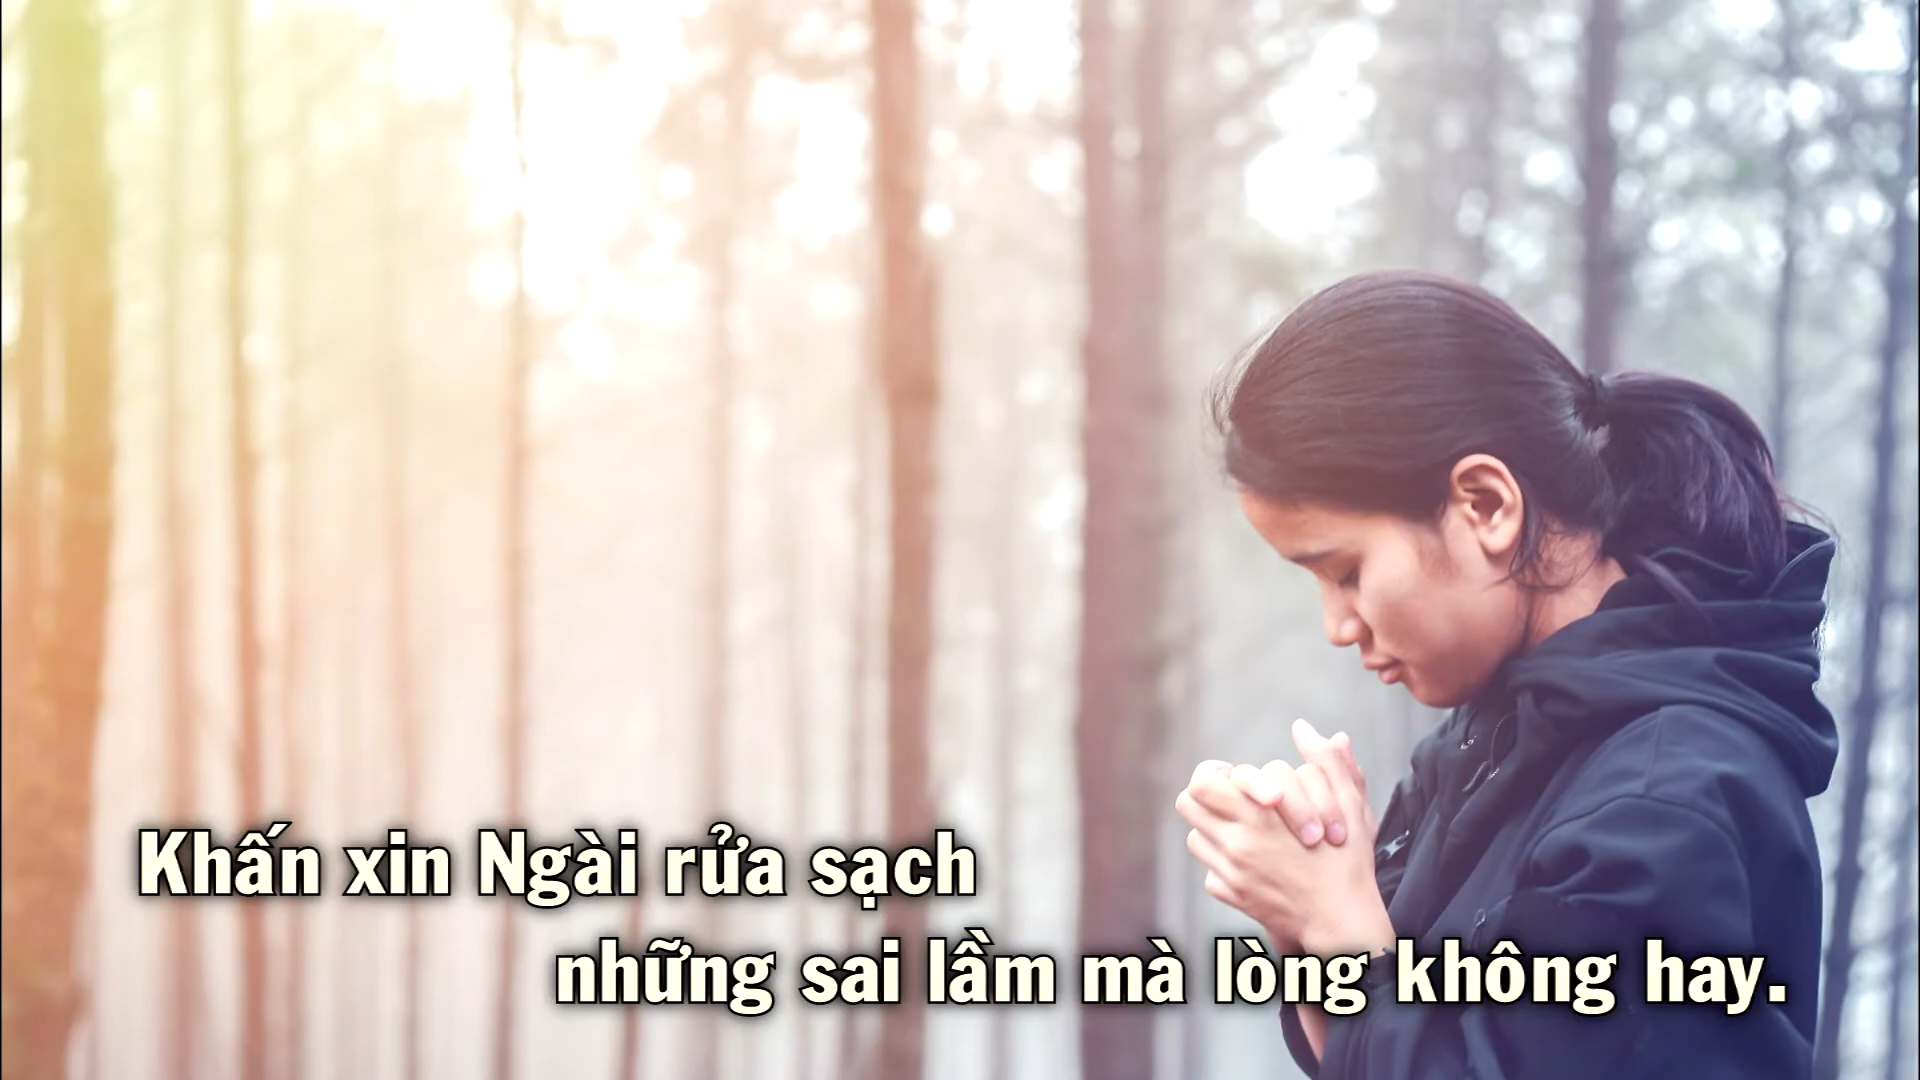 Khấn xin Ngài rửa sạch
những sai lầm mà lòng không hay.